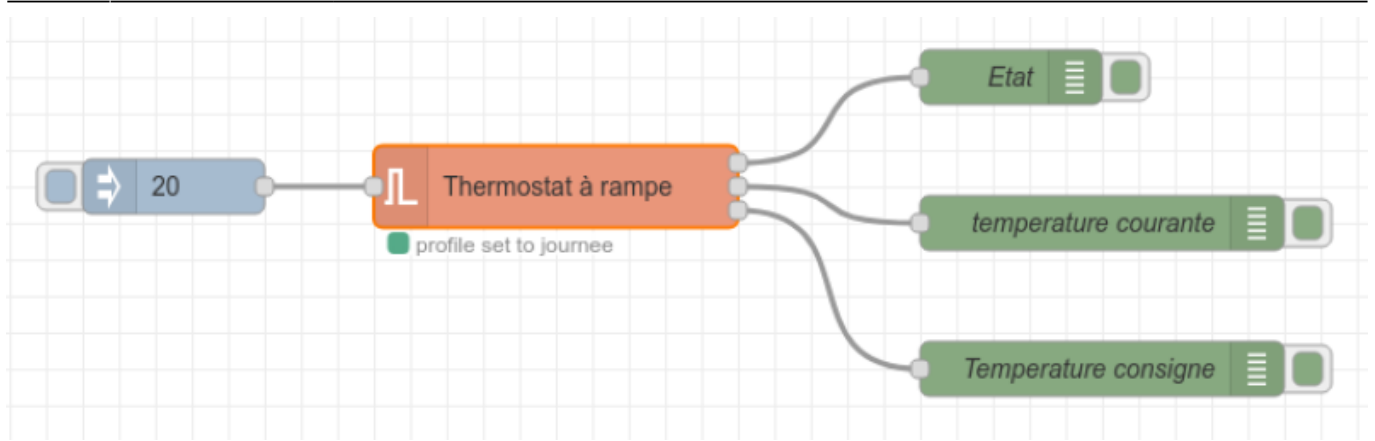 Etat
20
Thermostat à rampe
temperature courante
profile set to journee
Temperature consigne